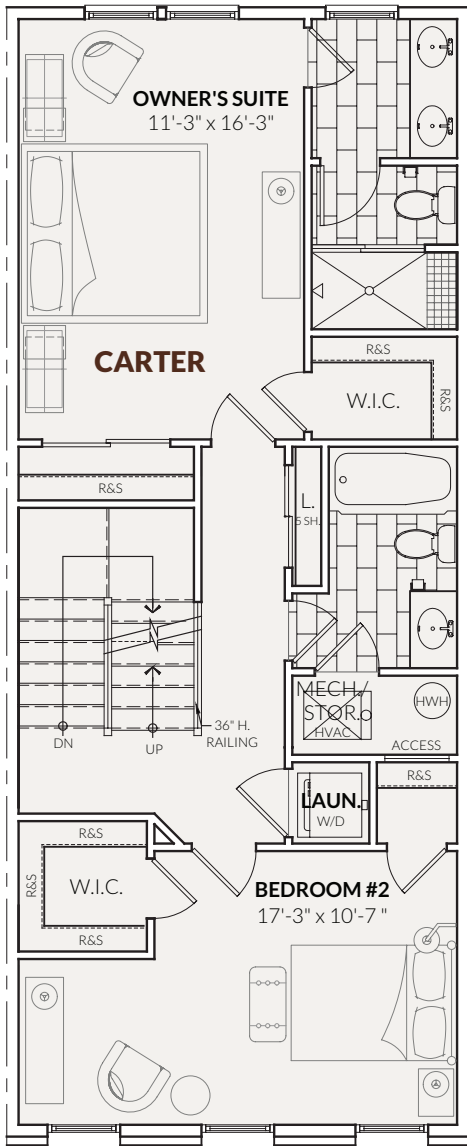 OWNER'S SUITE
11'-3" x 16'-3"
CARTER
R&S
W.I.C.
R&S
R&S
L.
5 SH.
MECH./
STOR.
HVAC
HWH
ACCESS
36" H.
RAILING
DN
UP
R&S
LAUN.
W/D
R&S
R&S
W.I.C.
R&S
BEDROOM #2
17'-3" x 10'-7"